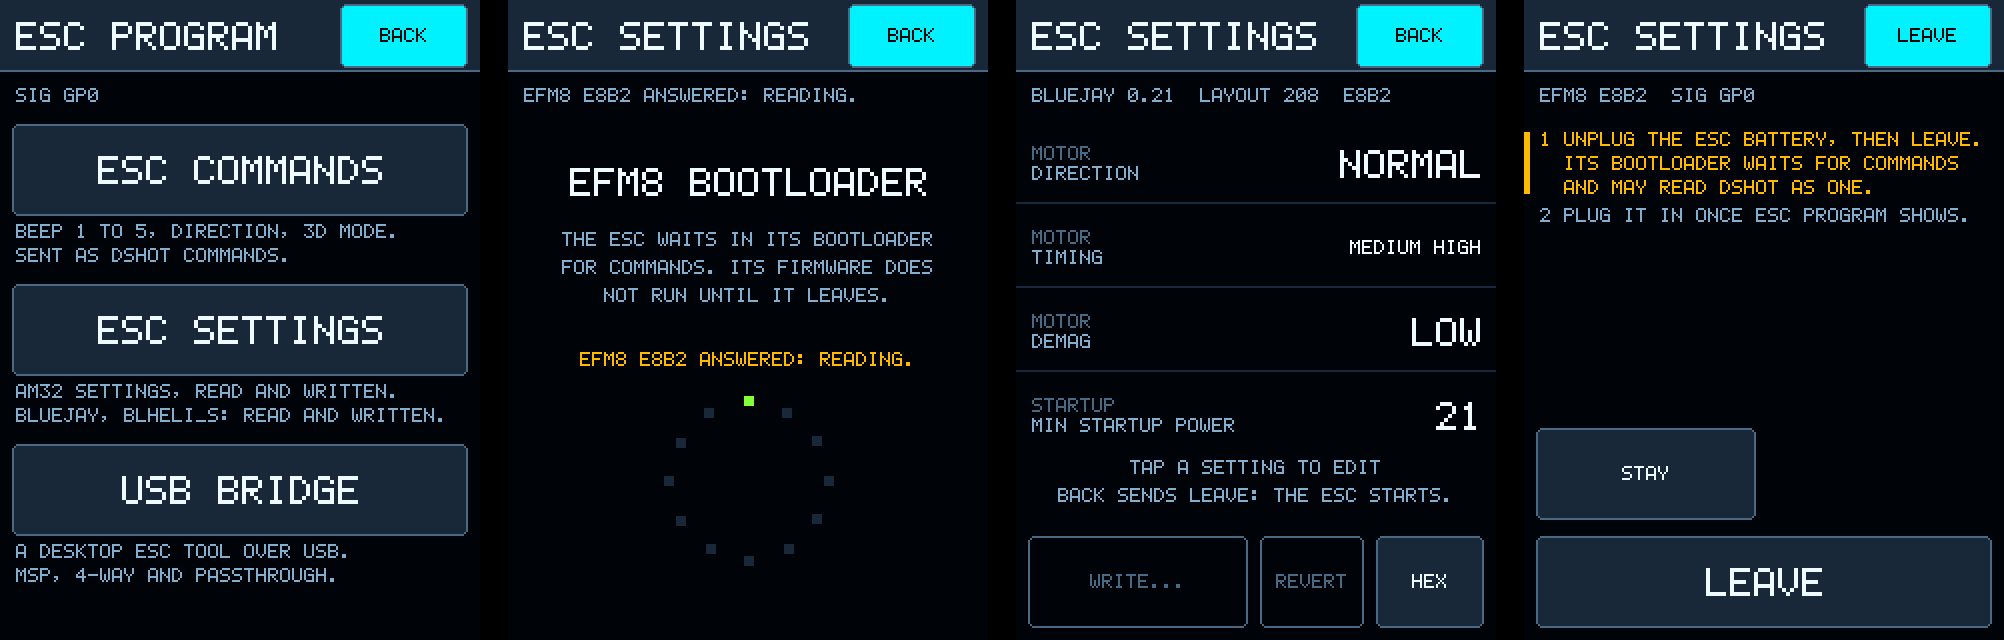 ESC PROGRAM
BACK
SIG GP0
ESC COMMANDS
BEEP 1 TO 5, DIRECTION, 3D MODE.
SENT AS DSHOT COMMANDS.
ESC SETTINGS
AM32 SETTINGS, READ AND WRITTEN.
BLUEJAY, BLHELI_S: READ AND WRITTEN.
USB BRIDGE
A DESKTOP ESC TOOL OVER USB.
MSP, 4-WAY AND PASSTHROUGH.
ESC SETTINGS
BACK
EFM8 E8B2 ANSWERED: READING.
EFM8 BOOTLOADER
THE ESC WAITS IN ITS BOOTLOADER
FOR COMMANDS. ITS FIRMWARE DOES
NOT RUN UNTIL IT LEAVES.
EFM8 E8B2 ANSWERED: READING.
ESC SETTINGS
BACK
BLUEJAY 0.21 LAYOUT 208 E8B2
MOTOR
DIRECTION
NORMAL
MOTOR
TIMING
MEDIUM HIGH
MOTOR
DEMAG
LOW
STARTUP
MIN STARTUP POWER
21
TAP A SETTING TO EDIT
BACK SENDS LEAVE: THE ESC STARTS.
WRITE...
REVERT
HEX
ESC SETTINGS
LEAVE
EFM8 E8B2 SIG GP0
1 UNPLUG THE ESC BATTERY, THEN LEAVE.
ITS BOOTLOADER WAITS FOR COMMANDS
AND MAY READ DSHOT AS ONE.
2 PLUG IT IN ONCE ESC PROGRAM SHOWS.
STAY
LEAVE